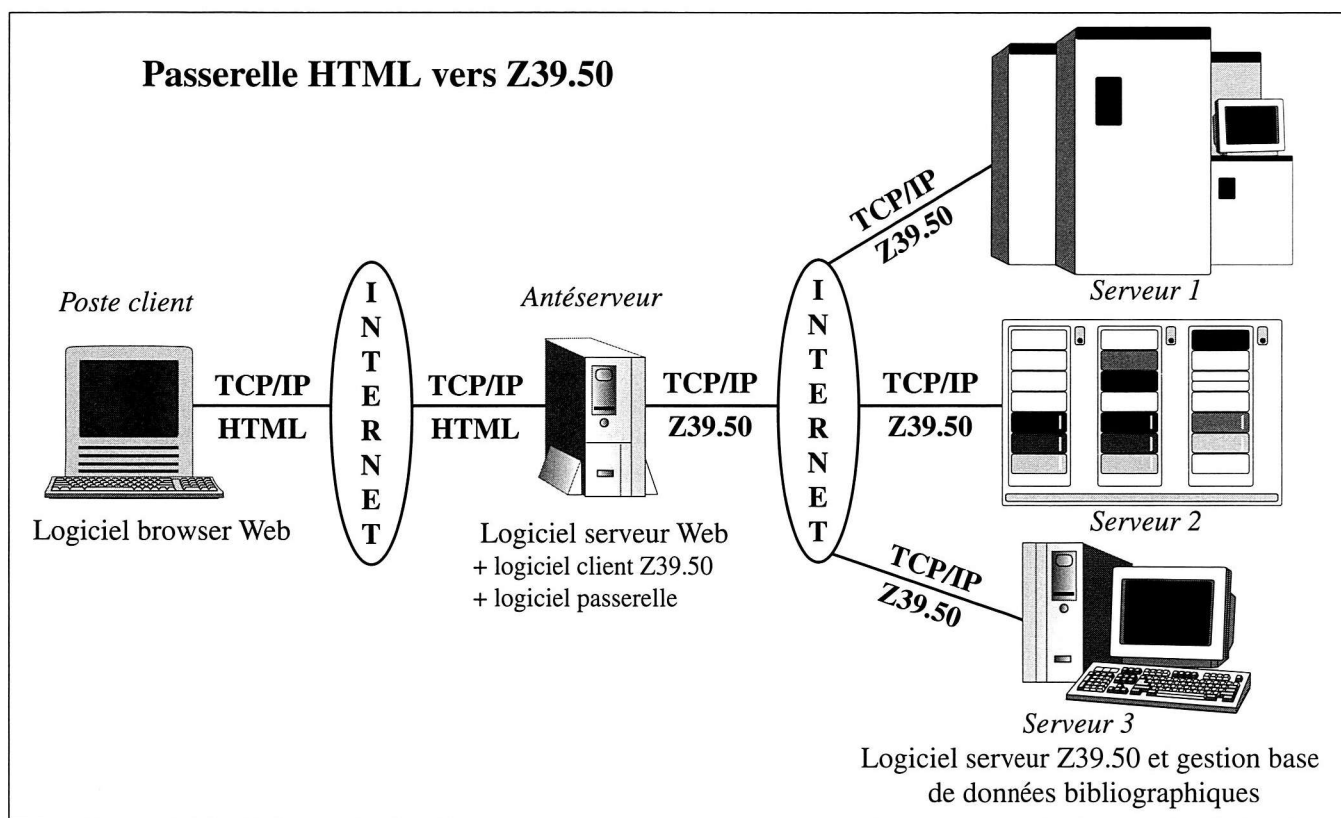 Passerelle HTML vers Z39.50
Poste client
TCP/IP
HTML
Logiciel browser Web
INTERNET
TCP/IP
HTML
Antéserveur
Logiciel serveur Web
+ logiciel client Z39.50
+ logiciel passerelle
TCP/IP
Z39.50
INTERNET
TCP/IP
Z39.50
Serveur 1
TCP/IP
Z39.50
Serveur 2
TCP/IP
Z39.50
Serveur 3
Logiciel serveur Z39.50 et gestion base
de données bibliographiques